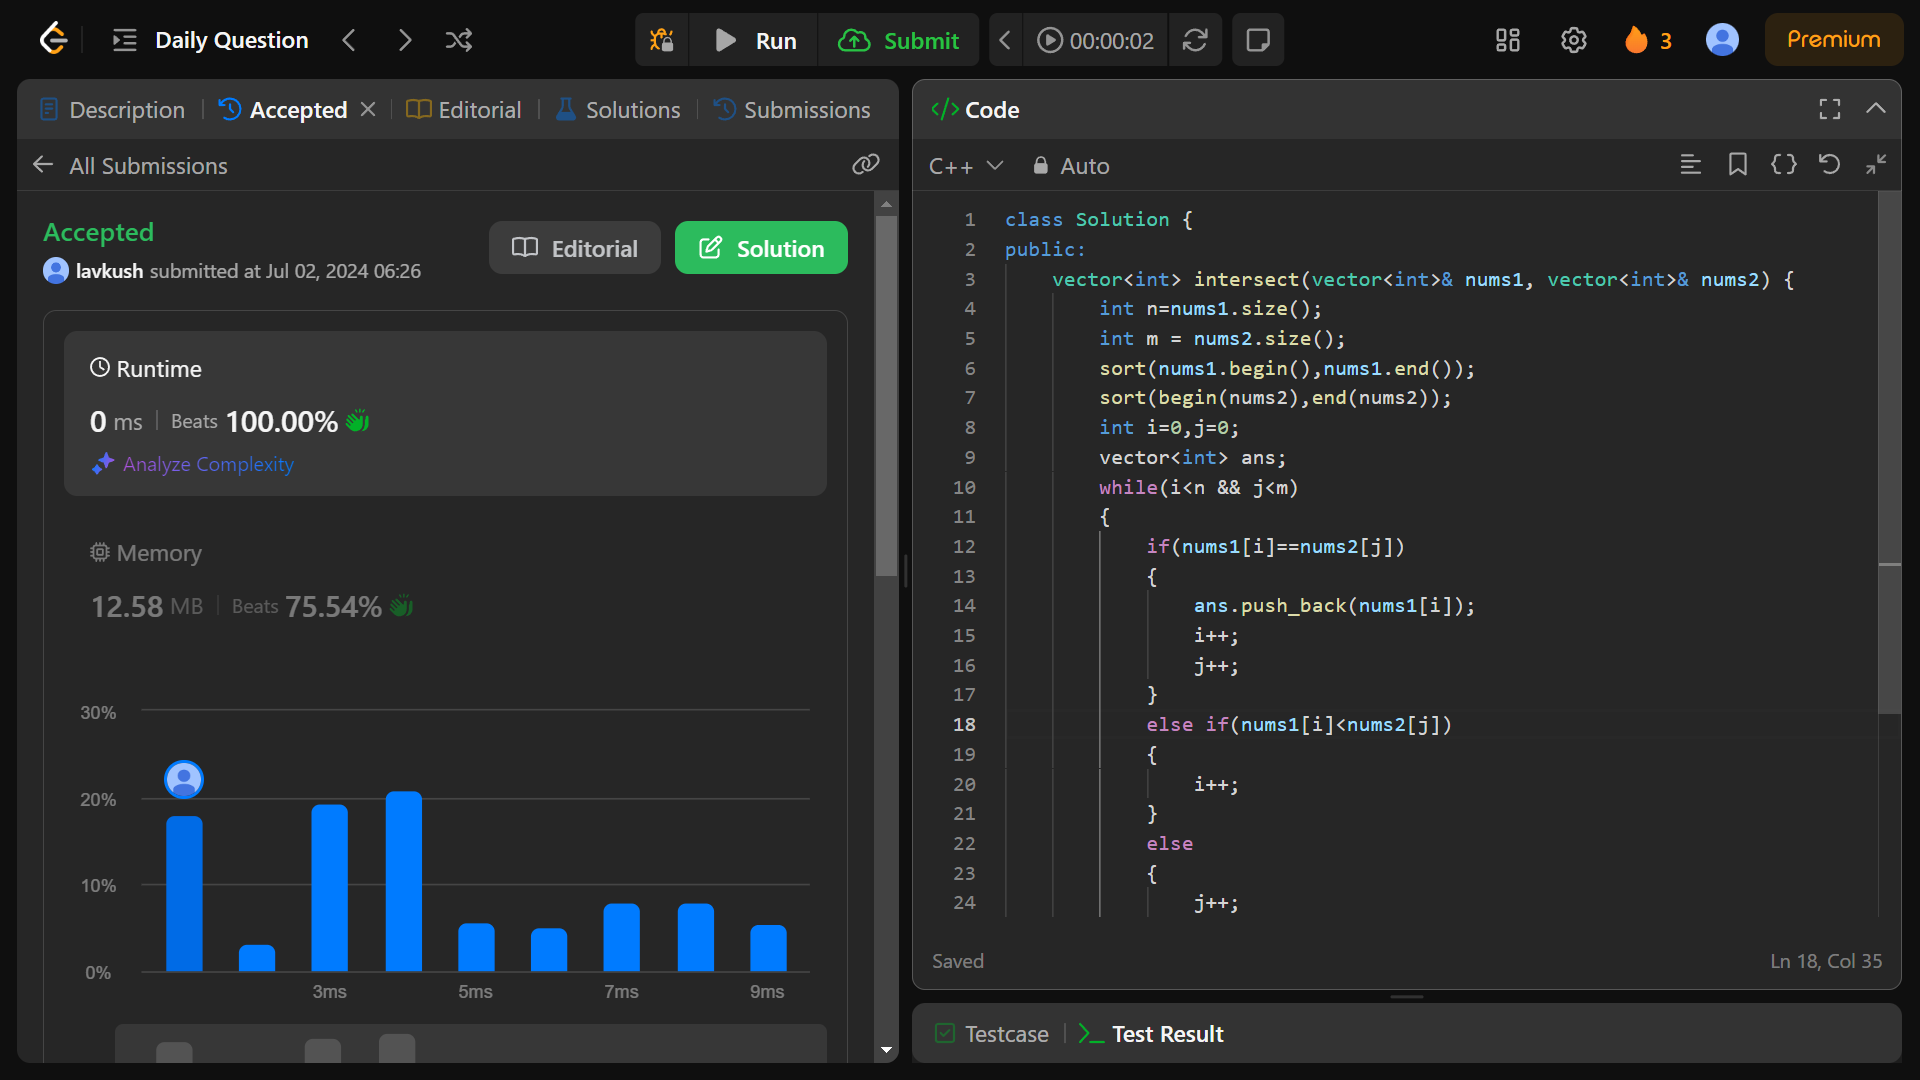 Daily Question
Run
Submit
00:00:02
3
Premium
Description
Accepted
Editorial
Solutions
Submissions
All Submissions
Accepted
lavkush submitted at Jul 02, 2024 06:26
Editorial
Solution
Runtime
0 ms
Beats 100.00%
Analyze Complexity
Memory
12.58 MB
Beats 75.54%
30%
20%
10%
0%
3ms
5ms
7ms
9ms
</> Code
C++
Auto
1 class Solution {
2 public:
3     vector<int> intersect(vector<int>& nums1, vector<int>& nums2) {
4         int n=nums1.size();
5         int m = nums2.size();
6         sort(nums1.begin(),nums1.end());
7         sort(begin(nums2),end(nums2));
8         int i=0,j=0;
9         vector<int> ans;
10         while(i<n && j<m)
11         {
12             if(nums1[i]==nums2[j])
13             {
14                 ans.push_back(nums1[i]);
15                 i++;
16                 j++;
17             }
18             else if(nums1[i]<nums2[j])
19             {
20                 i++;
21             }
22             else
23             {
24                 j++;
Saved
Ln 18, Col 35
Testcase
Test Result